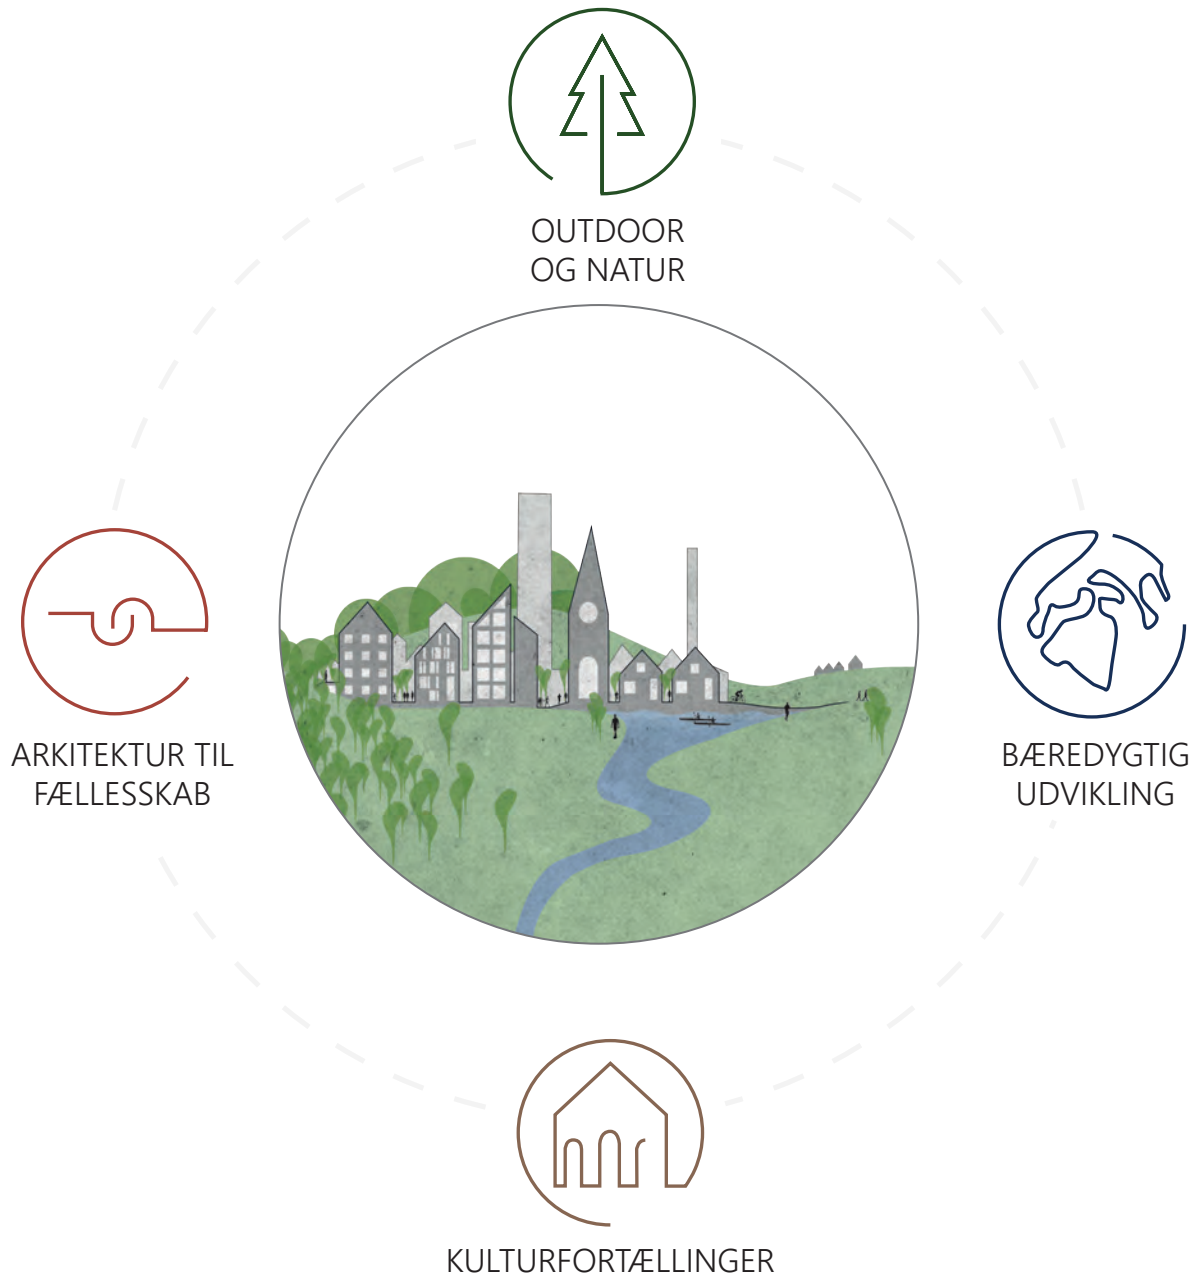 OUTDOOR
OG NATUR
ARKITEKTUR TIL
FÆLLESSKAB
BÆREDYGTIG
UDVIKLING
KULTURFORTÆLLINGER